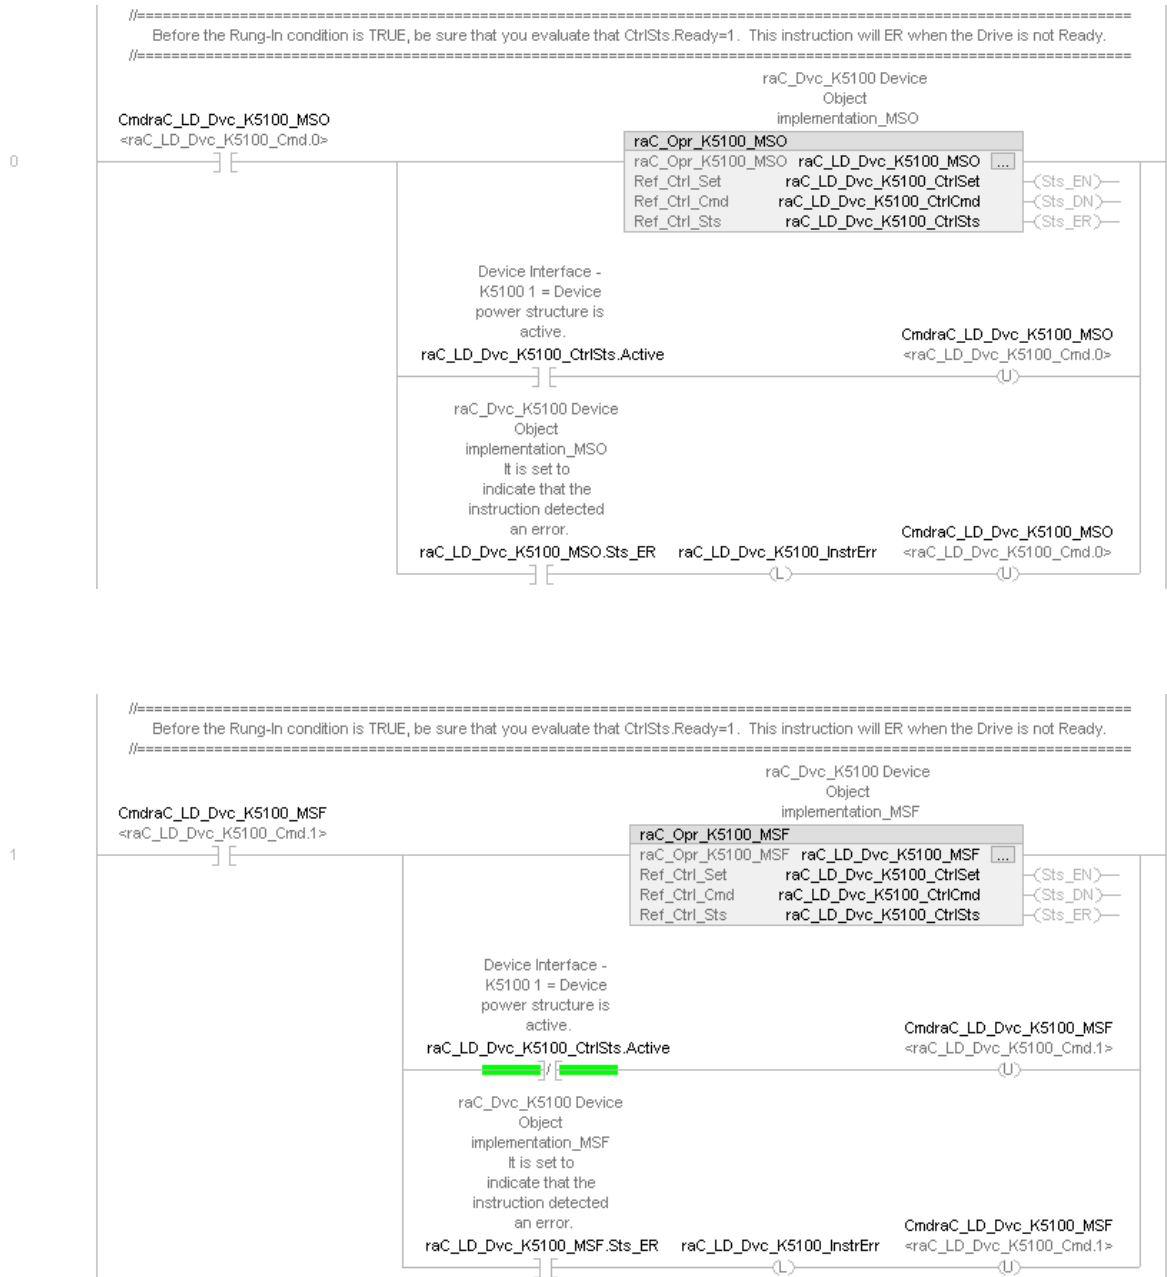 //====================================================================================================================
Before the Rung-In condition is TRUE, be sure that you evaluate that CtrlSts.Ready=1. This instruction will ER when the Drive is not Ready.
//====================================================================================================================
raC_Dvc_K5100 Device
Object
implementation_MSO
CmdraC_LD_Dvc_K5100_MSO
<raC_LD_Dvc_K5100_Cmd.0>
0
raC_Opr_K5100_MSO
raC_Opr_K5100_MSO raC_LD_Dvc_K5100_MSO ...
Ref_Ctrl_Set raC_LD_Dvc_K5100_CtrlSet (Sts_EN)
Ref_Ctrl_Cmd raC_LD_Dvc_K5100_CtrlCmd (Sts_DN)
Ref_Ctrl_Sts raC_LD_Dvc_K5100_CtrlSts (Sts_ER)
Device Interface -
K5100 1 = Device
power structure is
active.
raC_LD_Dvc_K5100_CtrlSts.Active
CmdraC_LD_Dvc_K5100_MSO
<raC_LD_Dvc_K5100_Cmd.0>
U
raC_Dvc_K5100 Device
Object
implementation_MSO
It is set to
indicate that the
instruction detected
an error.
raC_LD_Dvc_K5100_MSO.Sts_ER
raC_LD_Dvc_K5100_InstrErr
L
CmdraC_LD_Dvc_K5100_MSO
<raC_LD_Dvc_K5100_Cmd.0>
U
//====================================================================================================================
Before the Rung-In condition is TRUE, be sure that you evaluate that CtrlSts.Ready=1. This instruction will ER when the Drive is not Ready.
//====================================================================================================================
raC_Dvc_K5100 Device
Object
implementation_MSF
CmdraC_LD_Dvc_K5100_MSF
<raC_LD_Dvc_K5100_Cmd.1>
1
raC_Opr_K5100_MSF
raC_Opr_K5100_MSF raC_LD_Dvc_K5100_MSF ...
Ref_Ctrl_Set raC_LD_Dvc_K5100_CtrlSet (Sts_EN)
Ref_Ctrl_Cmd raC_LD_Dvc_K5100_CtrlCmd (Sts_DN)
Ref_Ctrl_Sts raC_LD_Dvc_K5100_CtrlSts (Sts_ER)
Device Interface -
K5100 1 = Device
power structure is
active.
raC_LD_Dvc_K5100_CtrlSts.Active
CmdraC_LD_Dvc_K5100_MSF
<raC_LD_Dvc_K5100_Cmd.1>
U
raC_Dvc_K5100 Device
Object
implementation_MSF
It is set to
indicate that the
instruction detected
an error.
raC_LD_Dvc_K5100_MSF.Sts_ER
raC_LD_Dvc_K5100_InstrErr
L
CmdraC_LD_Dvc_K5100_MSF
<raC_LD_Dvc_K5100_Cmd.1>
U